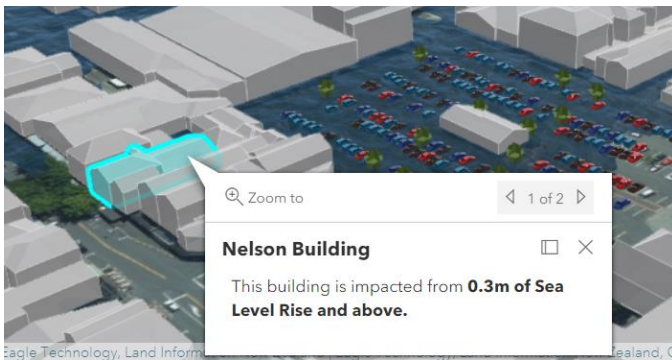 Zoom to
1 of 2
Nelson Building
This building is impacted from 0.3m of Sea
Level Rise and above.
Eagle Technology, Land Inform
Zealand,